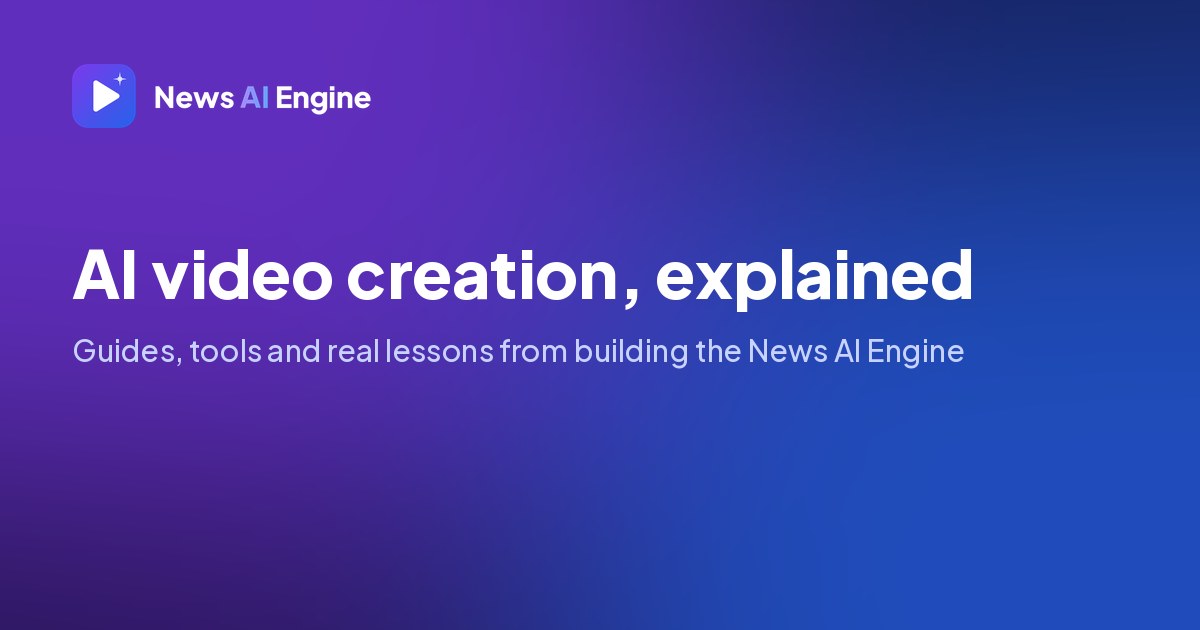 News AI Engine
AI video creation, explained
Guides, tools and real lessons from building the News AI Engine